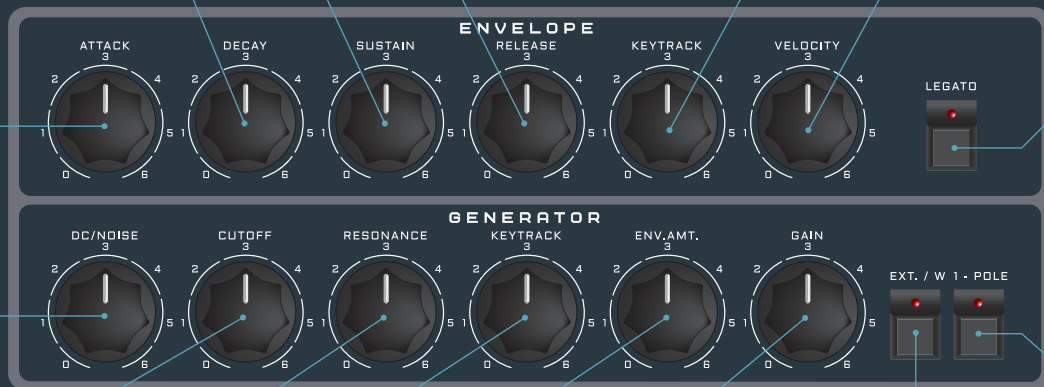 ENVELOPE
ATTACK DECAY SUSTAIN RELEASE KEYTRACK VELOCITY
3 3 3 3 3 3
2 4 2 4 2 4 2 4 2 4 2 4
LEGATO
1 5 1 5 1 5 1 5 1 5 1 5
0 6 0 6 0 6 0 6 0 6 0 6
GENERATOR
DC/NOISE CUTOFF RESONANCE KEYTRACK ENV.AMT. GAIN
3 3 3 3 3 3
2 4 2 4 2 4 2 4 2 4 2 4
EXT. / W 1 - POLE
1 5 1 5 1 5 1 5 1 5 1 5
0 6 0 6 0 6 0 6 0 6 0 6